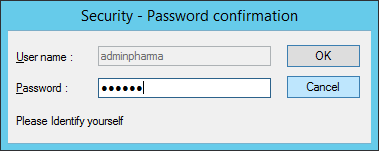 Security - Password confirmation
User name : adminpharma OK
Password : ●●●●●● Cancel
Please Identify yourself